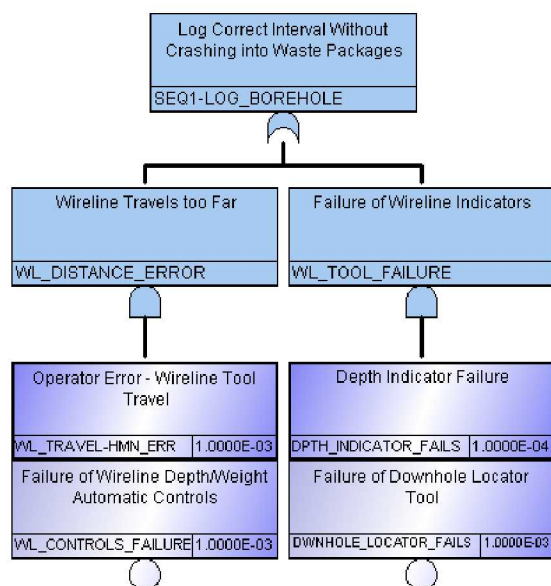 Log Correct Interval Without
Crashing into Waste Packages
SEQ1-LOG_BOREHOLE
Wireline Travels too Far
WL_DISTANCE_ERROR
Failure of Wireline Indicators
WL_TOOL_FAILURE
Operator Error - Wireline Tool
Travel
WL_TRAVEL-HMN_ERR 1.0000E-03
Failure of Wireline Depth/Weight
Automatic Controls
WL_CONTROLS_FAILURE 1.0000E-03
Depth Indicator Failure
DPTH_INDICATOR_FAILS 1.0000E-04
Failure of Downhole Locator
Tool
DWNHOLE_LOCATOR_FAILS 1.0000E-03